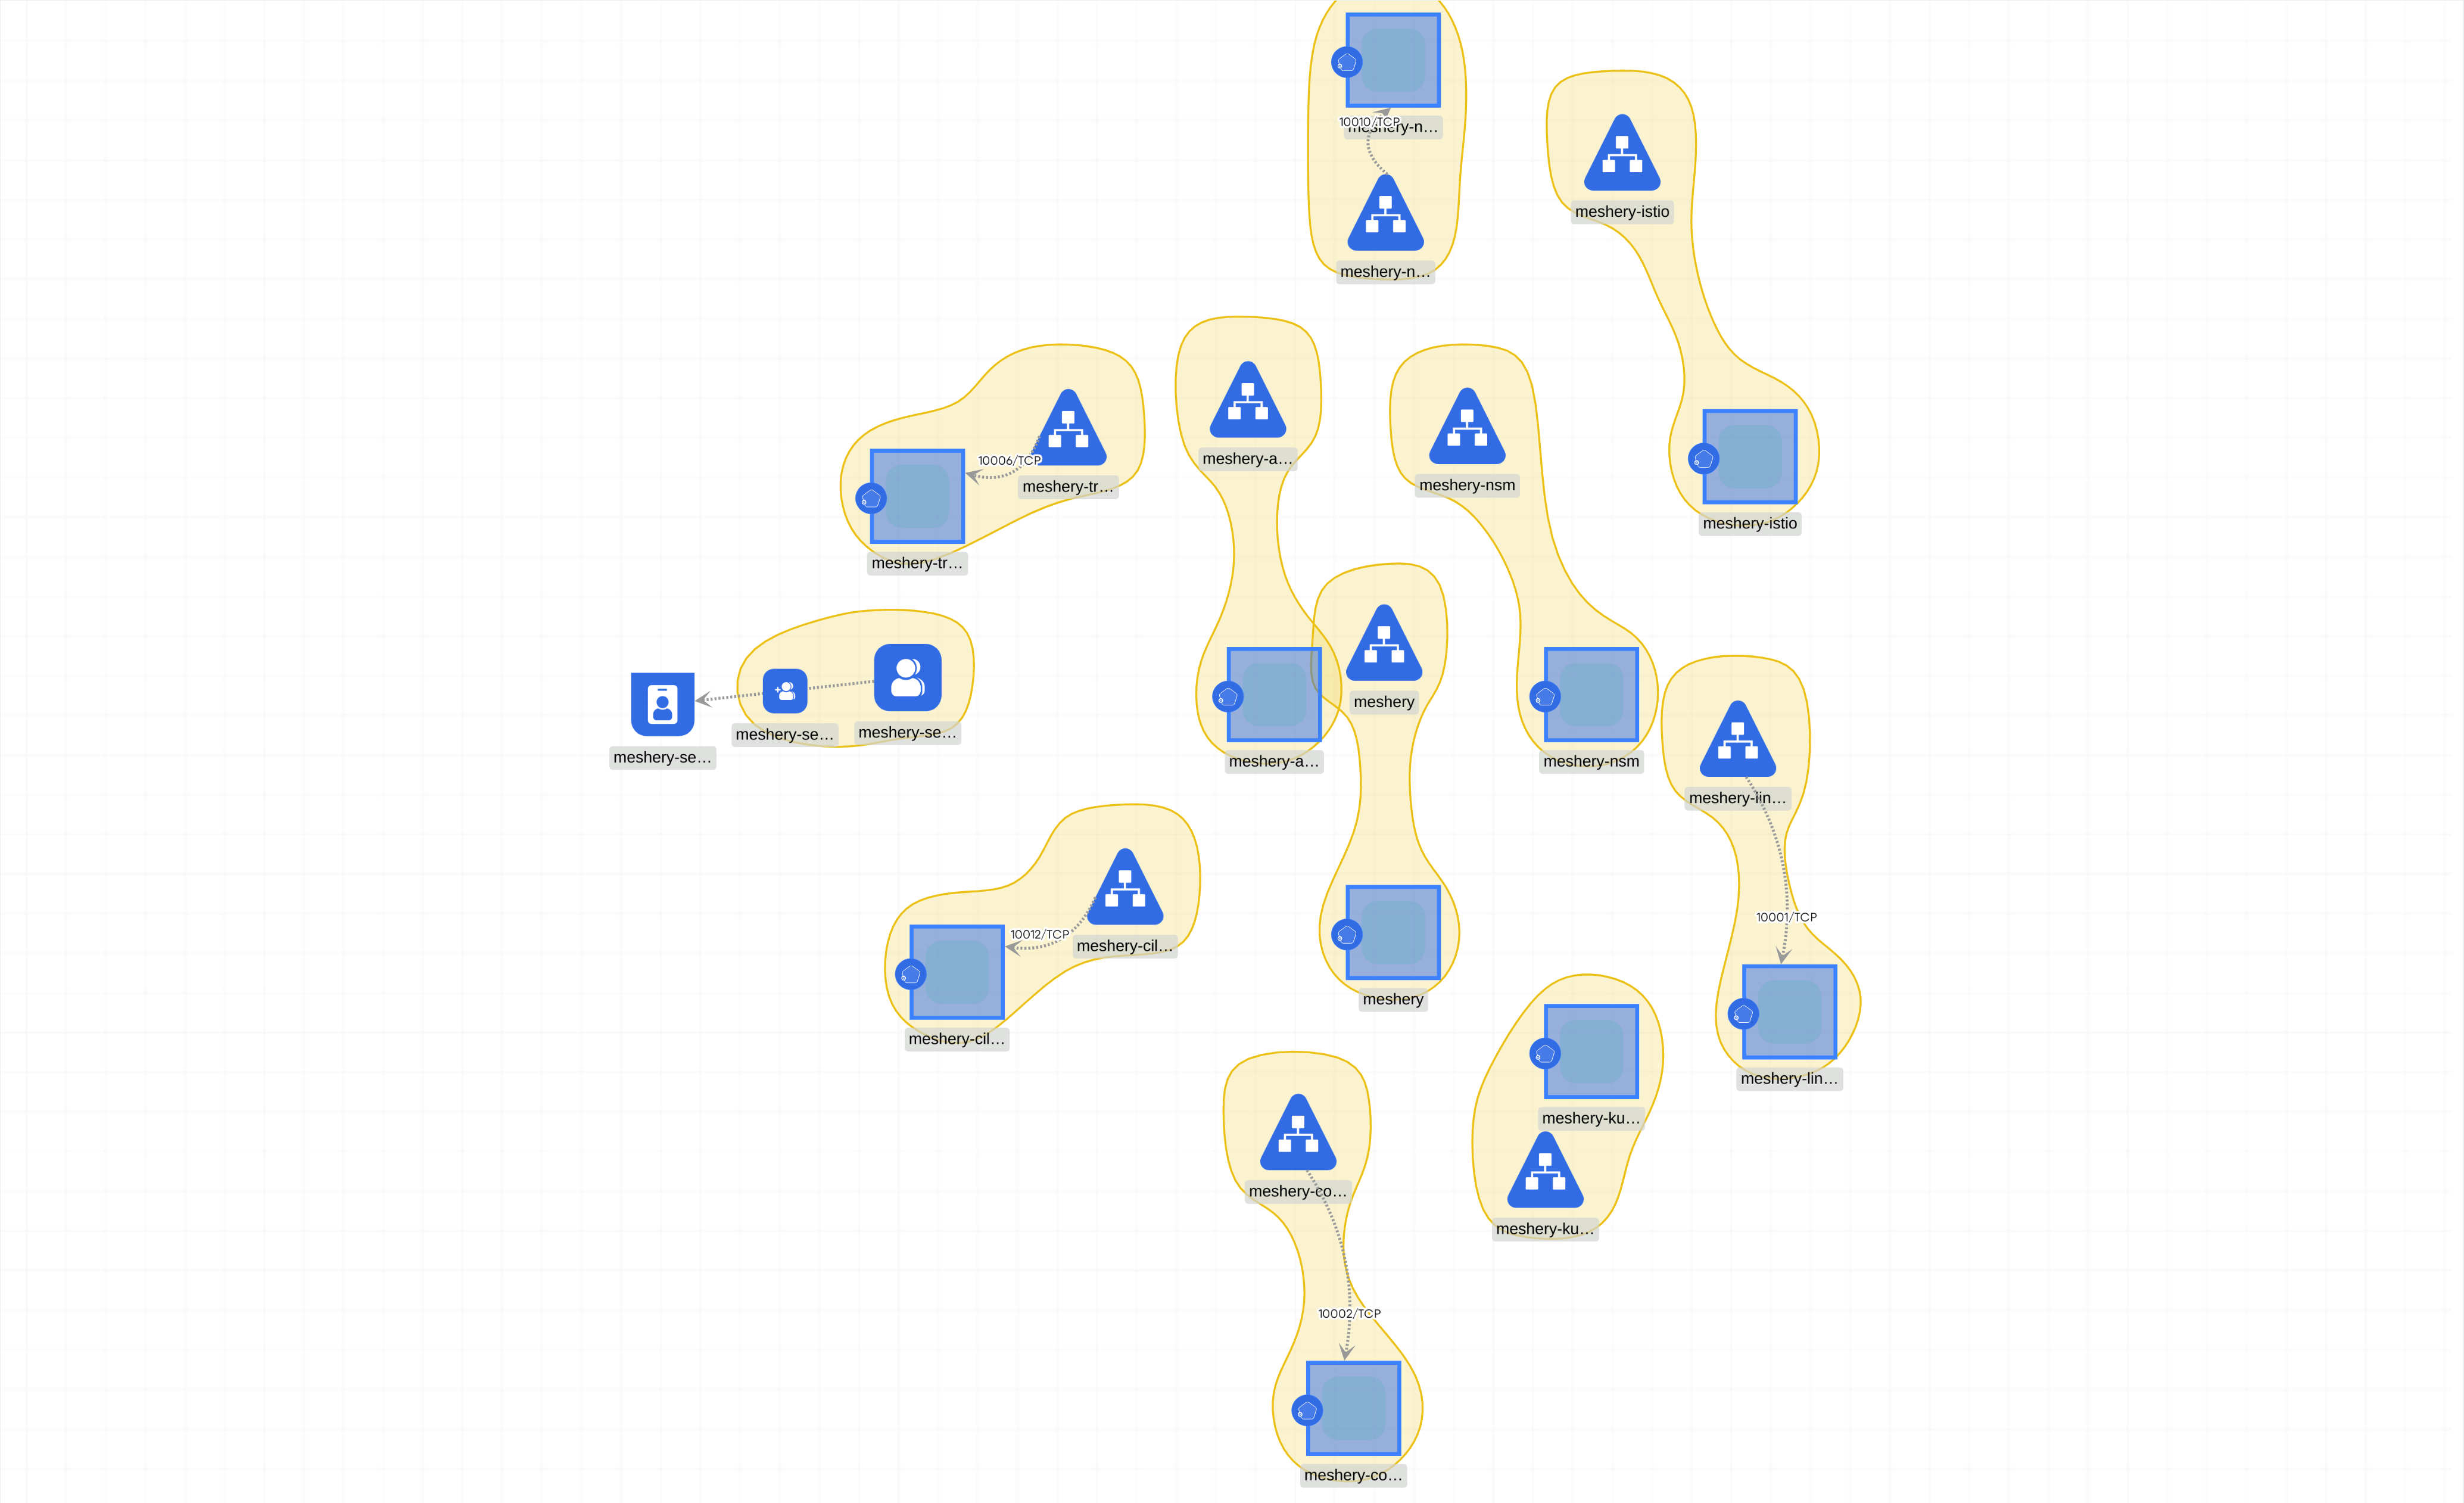 10010/TCP
meshery-n…
meshery-n…
meshery-istio
meshery-istio
10006/TCP
meshery-tr…
meshery-tr…
meshery-a…
meshery-a…
meshery-nsm
meshery-nsm
meshery
meshery
meshery-se…
meshery-se…
meshery-se…
meshery-lin…
10001/TCP
meshery-lin…
10012/TCP
meshery-cil…
meshery-cil…
meshery-ku…
meshery-ku…
meshery-co…
10002/TCP
meshery-co…